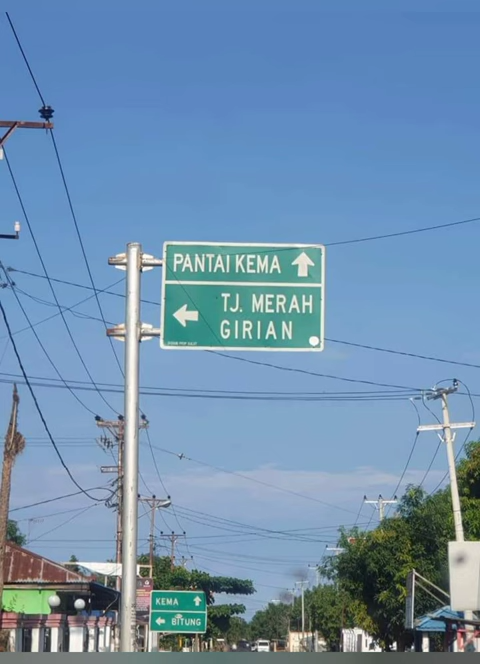 PANTAI KEMA
TJ. MERAH
GIRIAN
KEMA
BITUNG